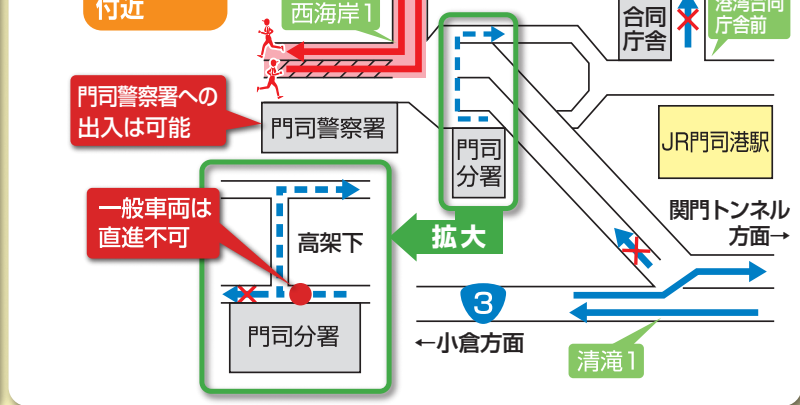 付近
西海岸1
合同
庁舎
港湾合同
庁舎前
門司警察署への
出入は可能
門司警察署
門司
分署
JR門司港駅
一般車両は
直進不可
高架下
拡大
関門トンネル
方面→
門司分署
3
←小倉方面
清滝1